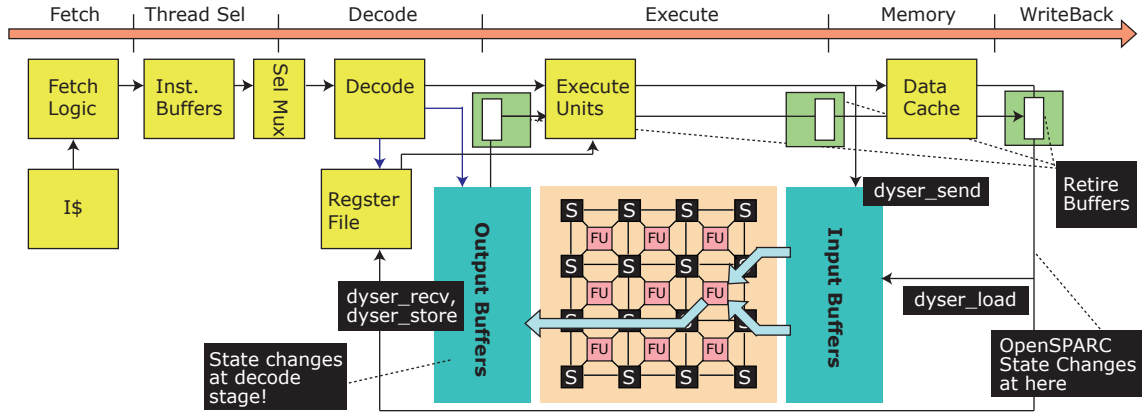 Fetch
Thread Sel
Decode
Execute
Memory
WriteBack
Fetch
Logic
Inst.
Buffers
Sel Mux
Decode
Execute
Units
Data
Cache
I$
Regster
File
dyser_send
Retire
Buffers
Output Buffers
Input Buffers
S S S S
FU FU FU
S S S S
FU FU FU
S S S S
FU FU FU
S S S S
dyser_recv,
dyser_store
dyser_load
State changes
at decode
stage!
OpenSPARC
State Changes
at here